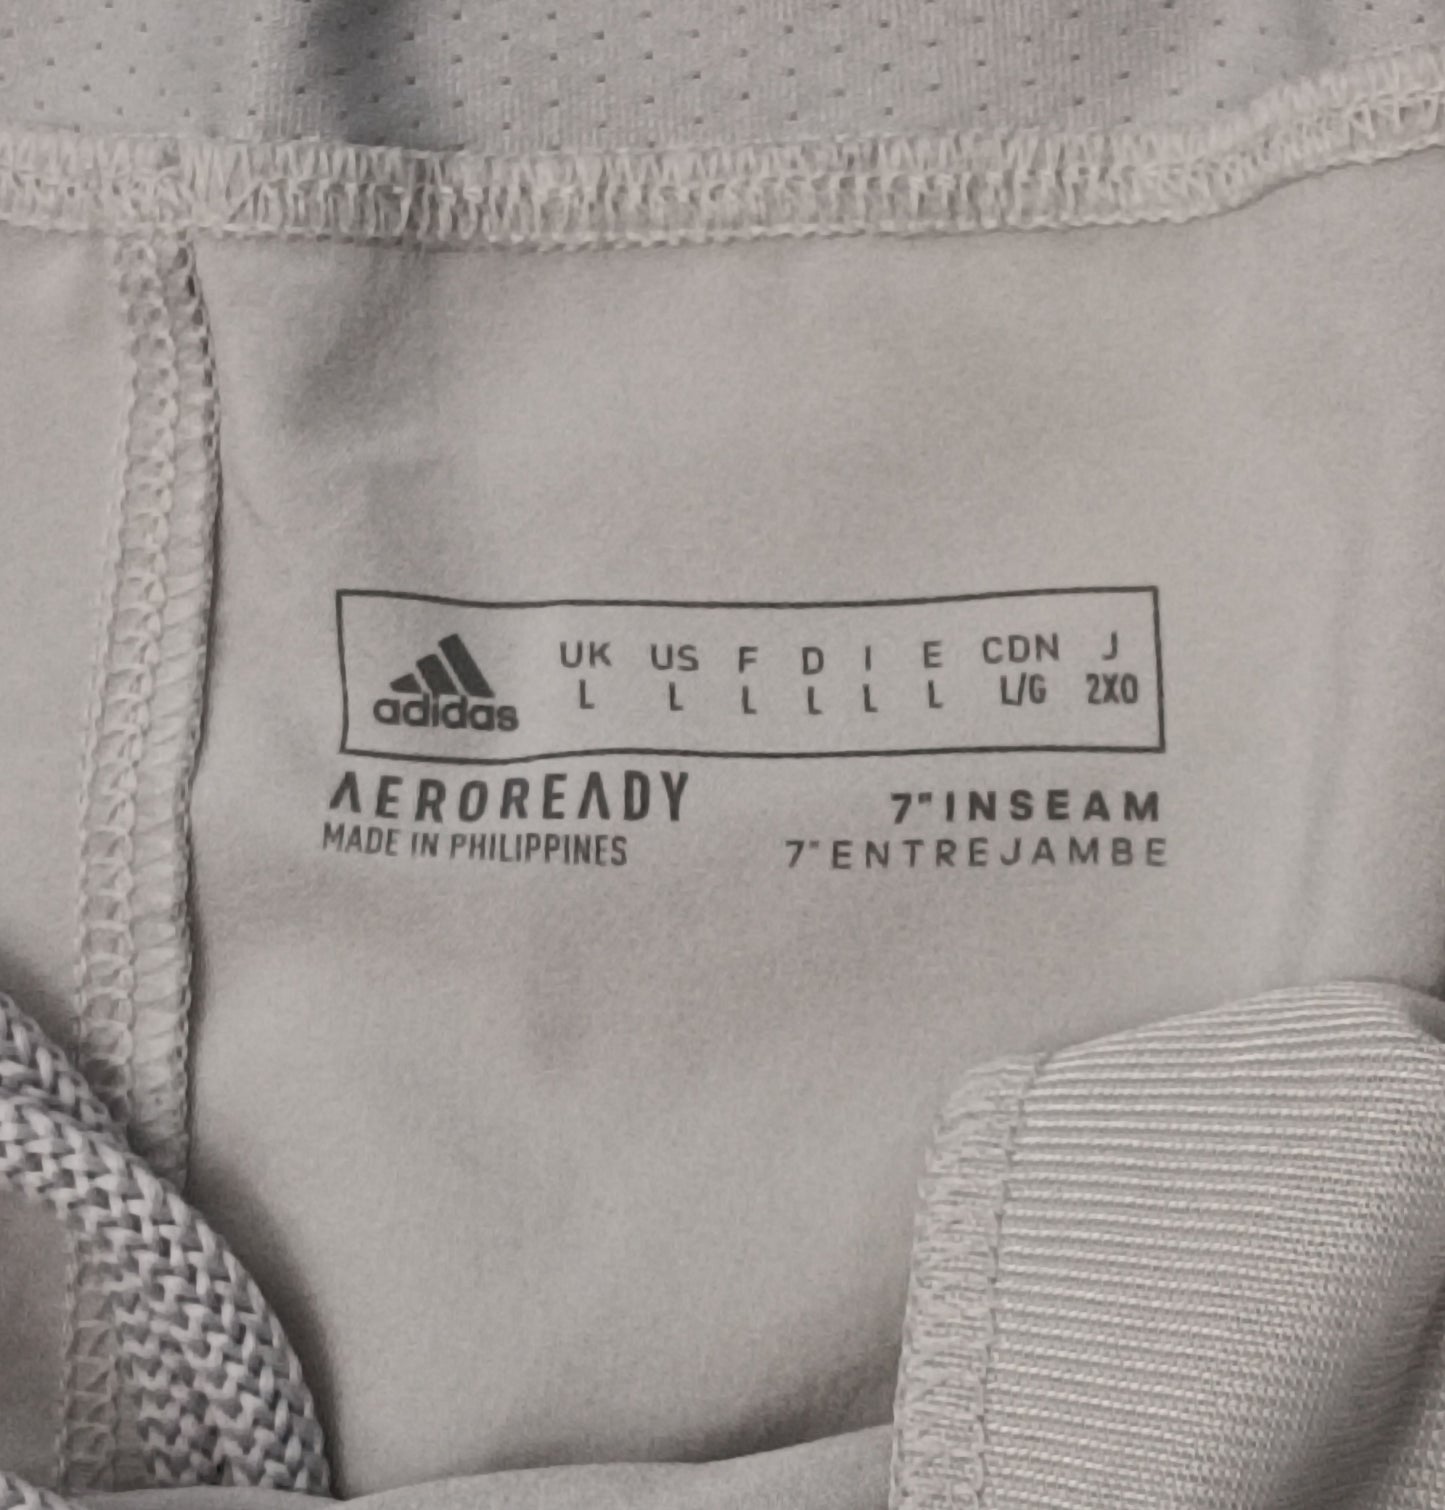 adidas
UK US F D I E CDN J
L L L L L L L/G 2XO
AEROREADY
MADE IN PHILIPPINES
7"INSEAM
7"ENTREJAMBE